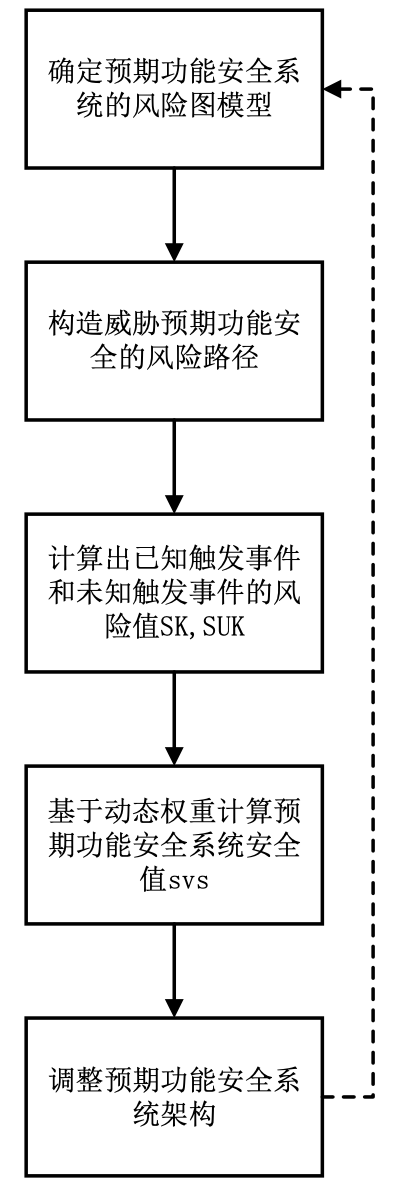 确定预期功能安全系
统的风险图模型
构造威胁预期功能安
全的风险路径
计算出已知触发事件
和未知触发事件的风
险值SK,SUK
基于动态权重计算预
期功能安全系统安全
值svs
调整预期功能安全系
统架构